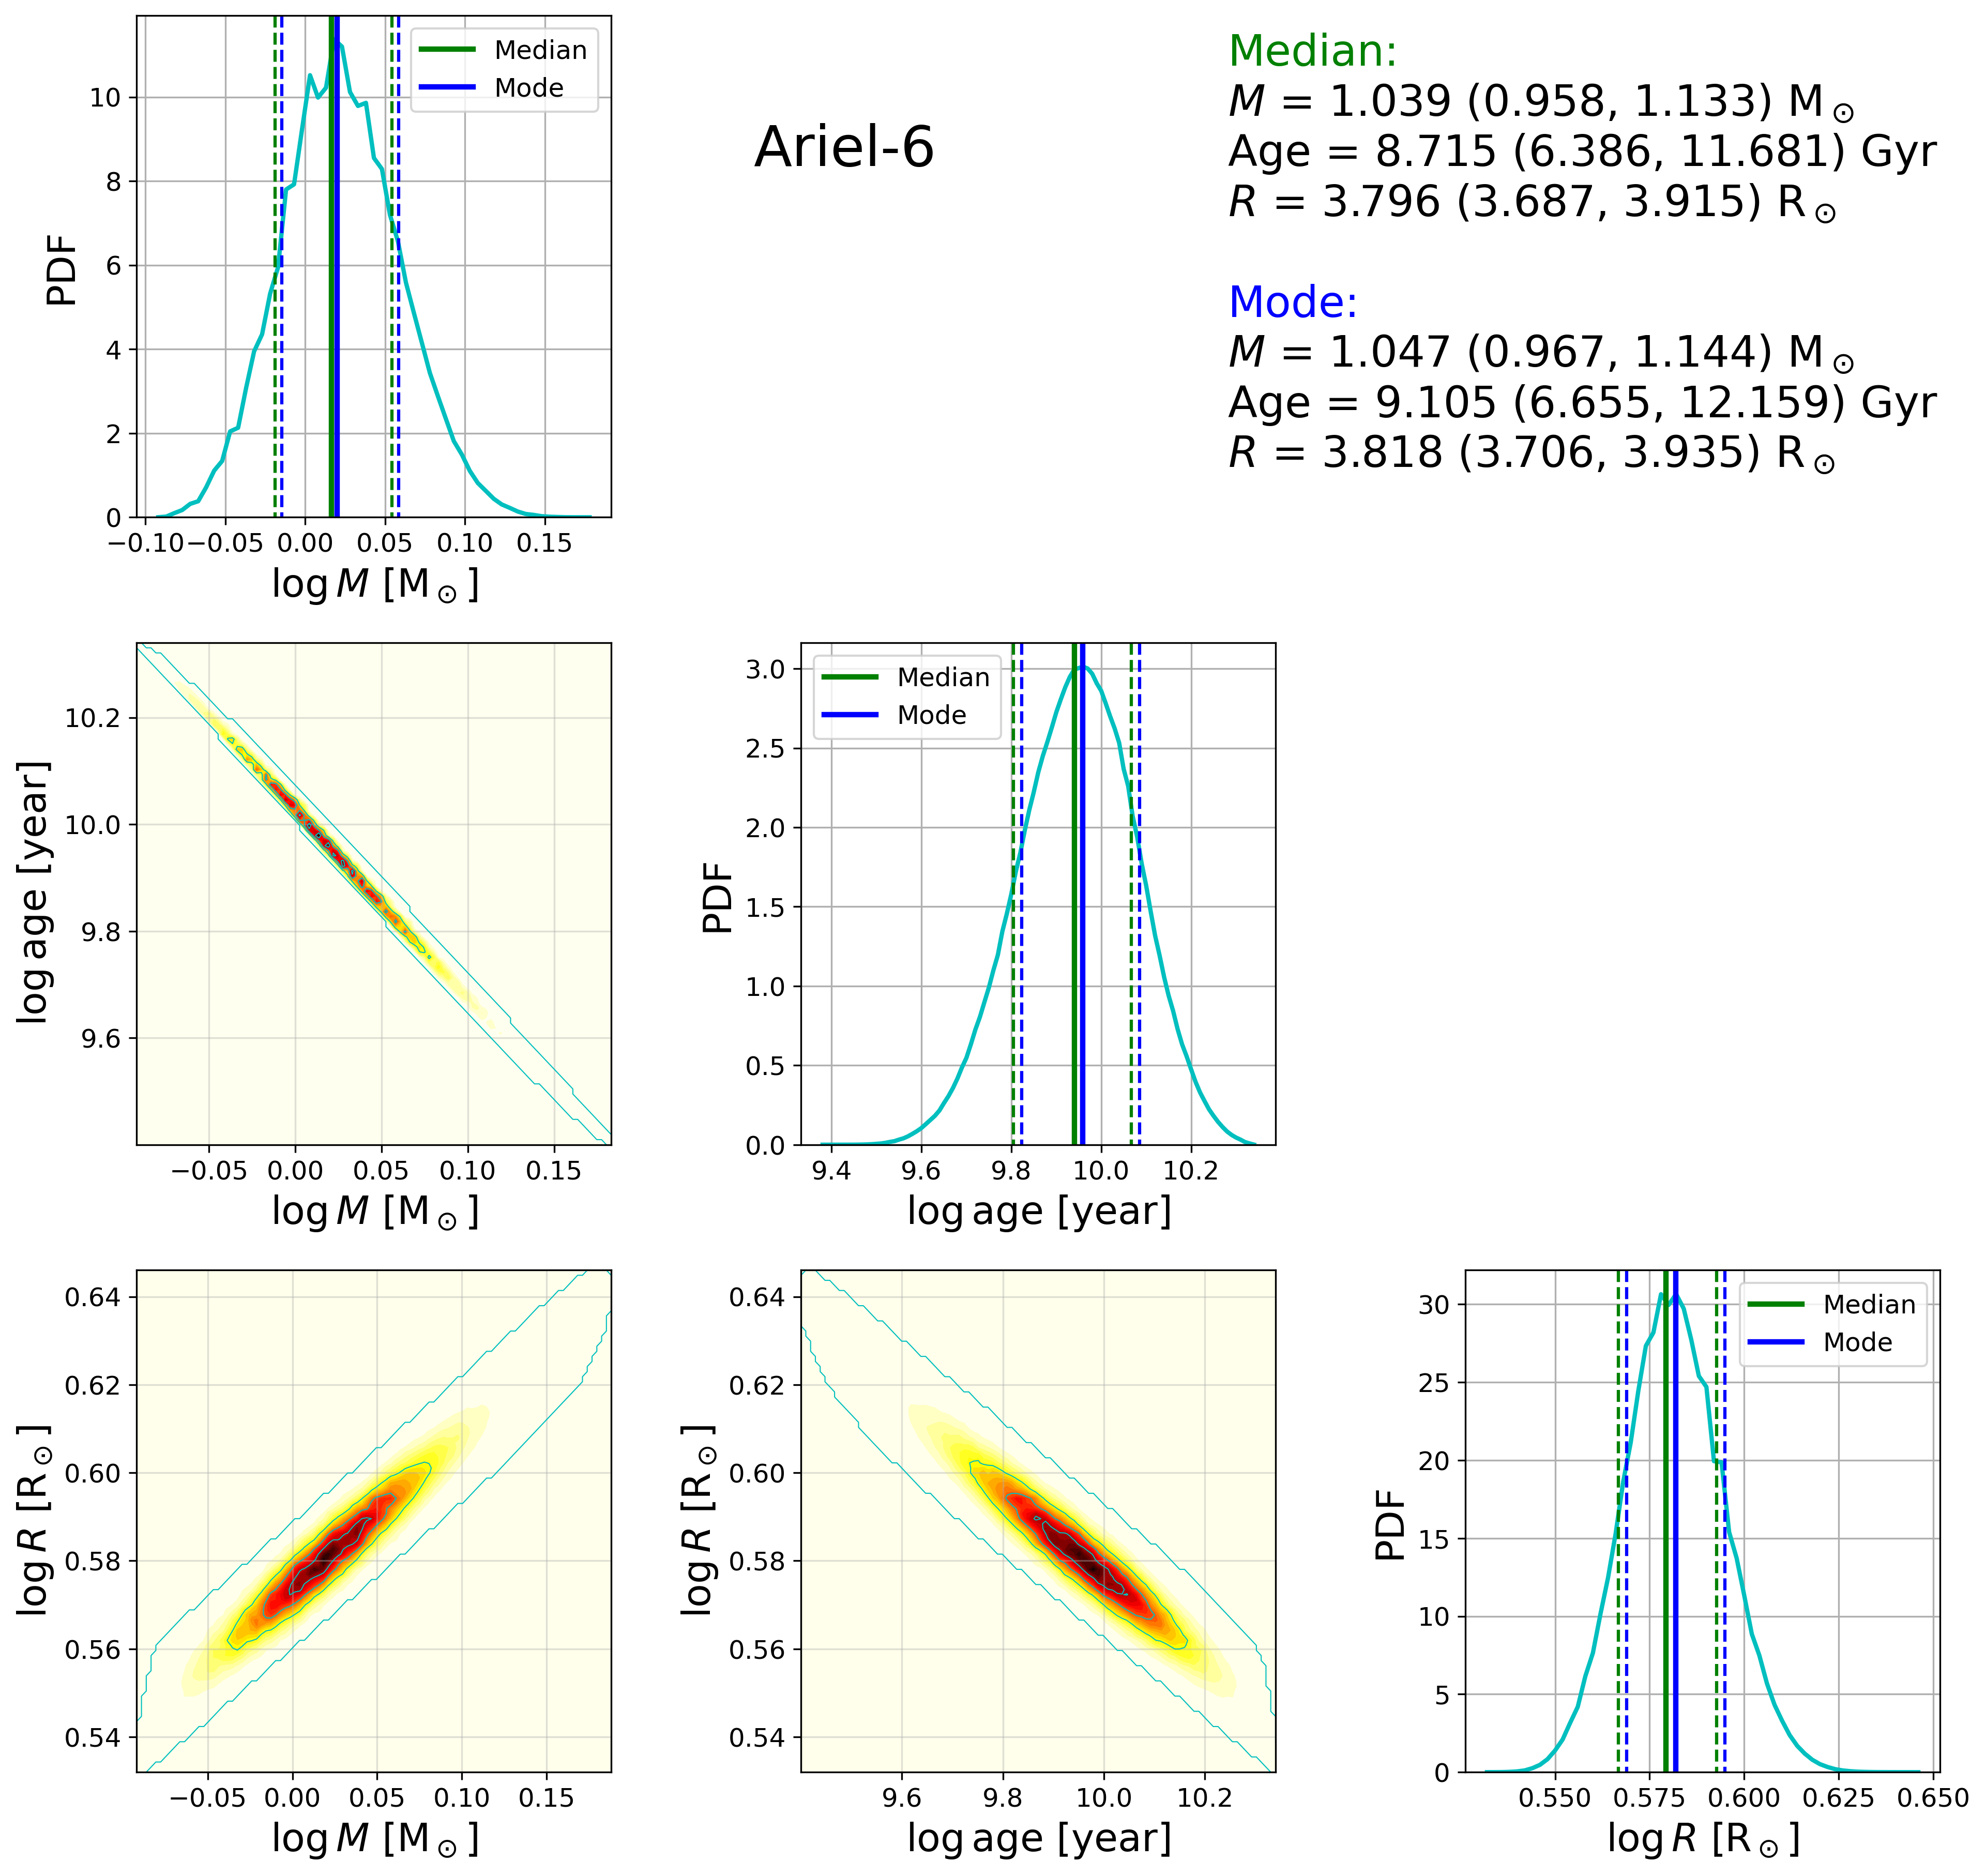 Ariel-6
Median:
M = 1.039 (0.958, 1.133) M⊙
Age = 8.715 (6.386, 11.681) Gyr
R = 3.796 (3.687, 3.915) R⊙
Mode:
M = 1.047 (0.967, 1.144) M⊙
Age = 9.105 (6.655, 12.159) Gyr
R = 3.818 (3.706, 3.935) R⊙
Median
Mode
PDF
10
8
6
4
2
0
−0.10 −0.05 0.00 0.05 0.10 0.15
log M [M⊙]
log age [year]
10.2
10.0
9.8
9.6
−0.05 0.00 0.05 0.10 0.15
log M [M⊙]
Median
Mode
PDF
3.0
2.5
2.0
1.5
1.0
0.5
0.0
9.4 9.6 9.8 10.0 10.2
log age [year]
log R [R⊙]
0.64
0.62
0.60
0.58
0.56
0.54
−0.05 0.00 0.05 0.10 0.15
log M [M⊙]
log R [R⊙]
0.64
0.62
0.60
0.58
0.56
0.54
9.6 9.8 10.0 10.2
log age [year]
Median
Mode
PDF
30
25
20
15
10
5
0
0.550 0.575 0.600 0.625 0.650
log R [R⊙]